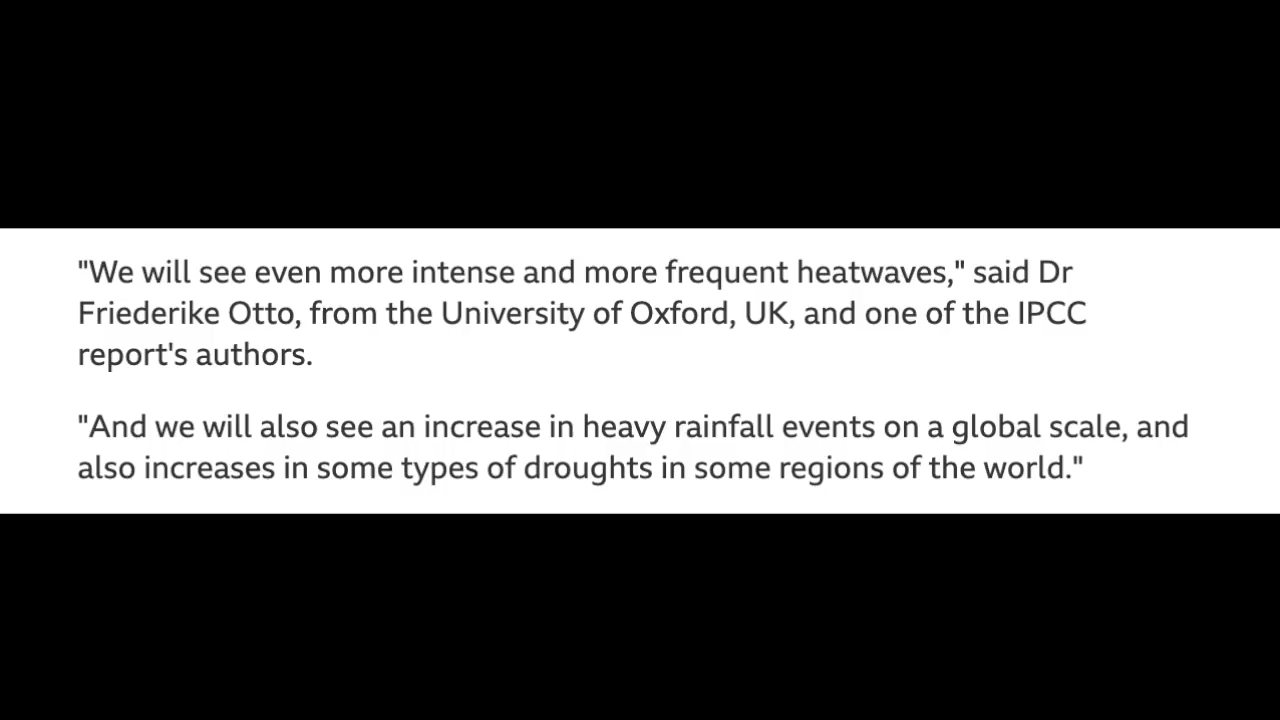 "We will see even more intense and more frequent heatwaves," said Dr
Friederike Otto, from the University of Oxford, UK, and one of the IPCC
report's authors.
"And we will also see an increase in heavy rainfall events on a global scale, and
also increases in some types of droughts in some regions of the world."